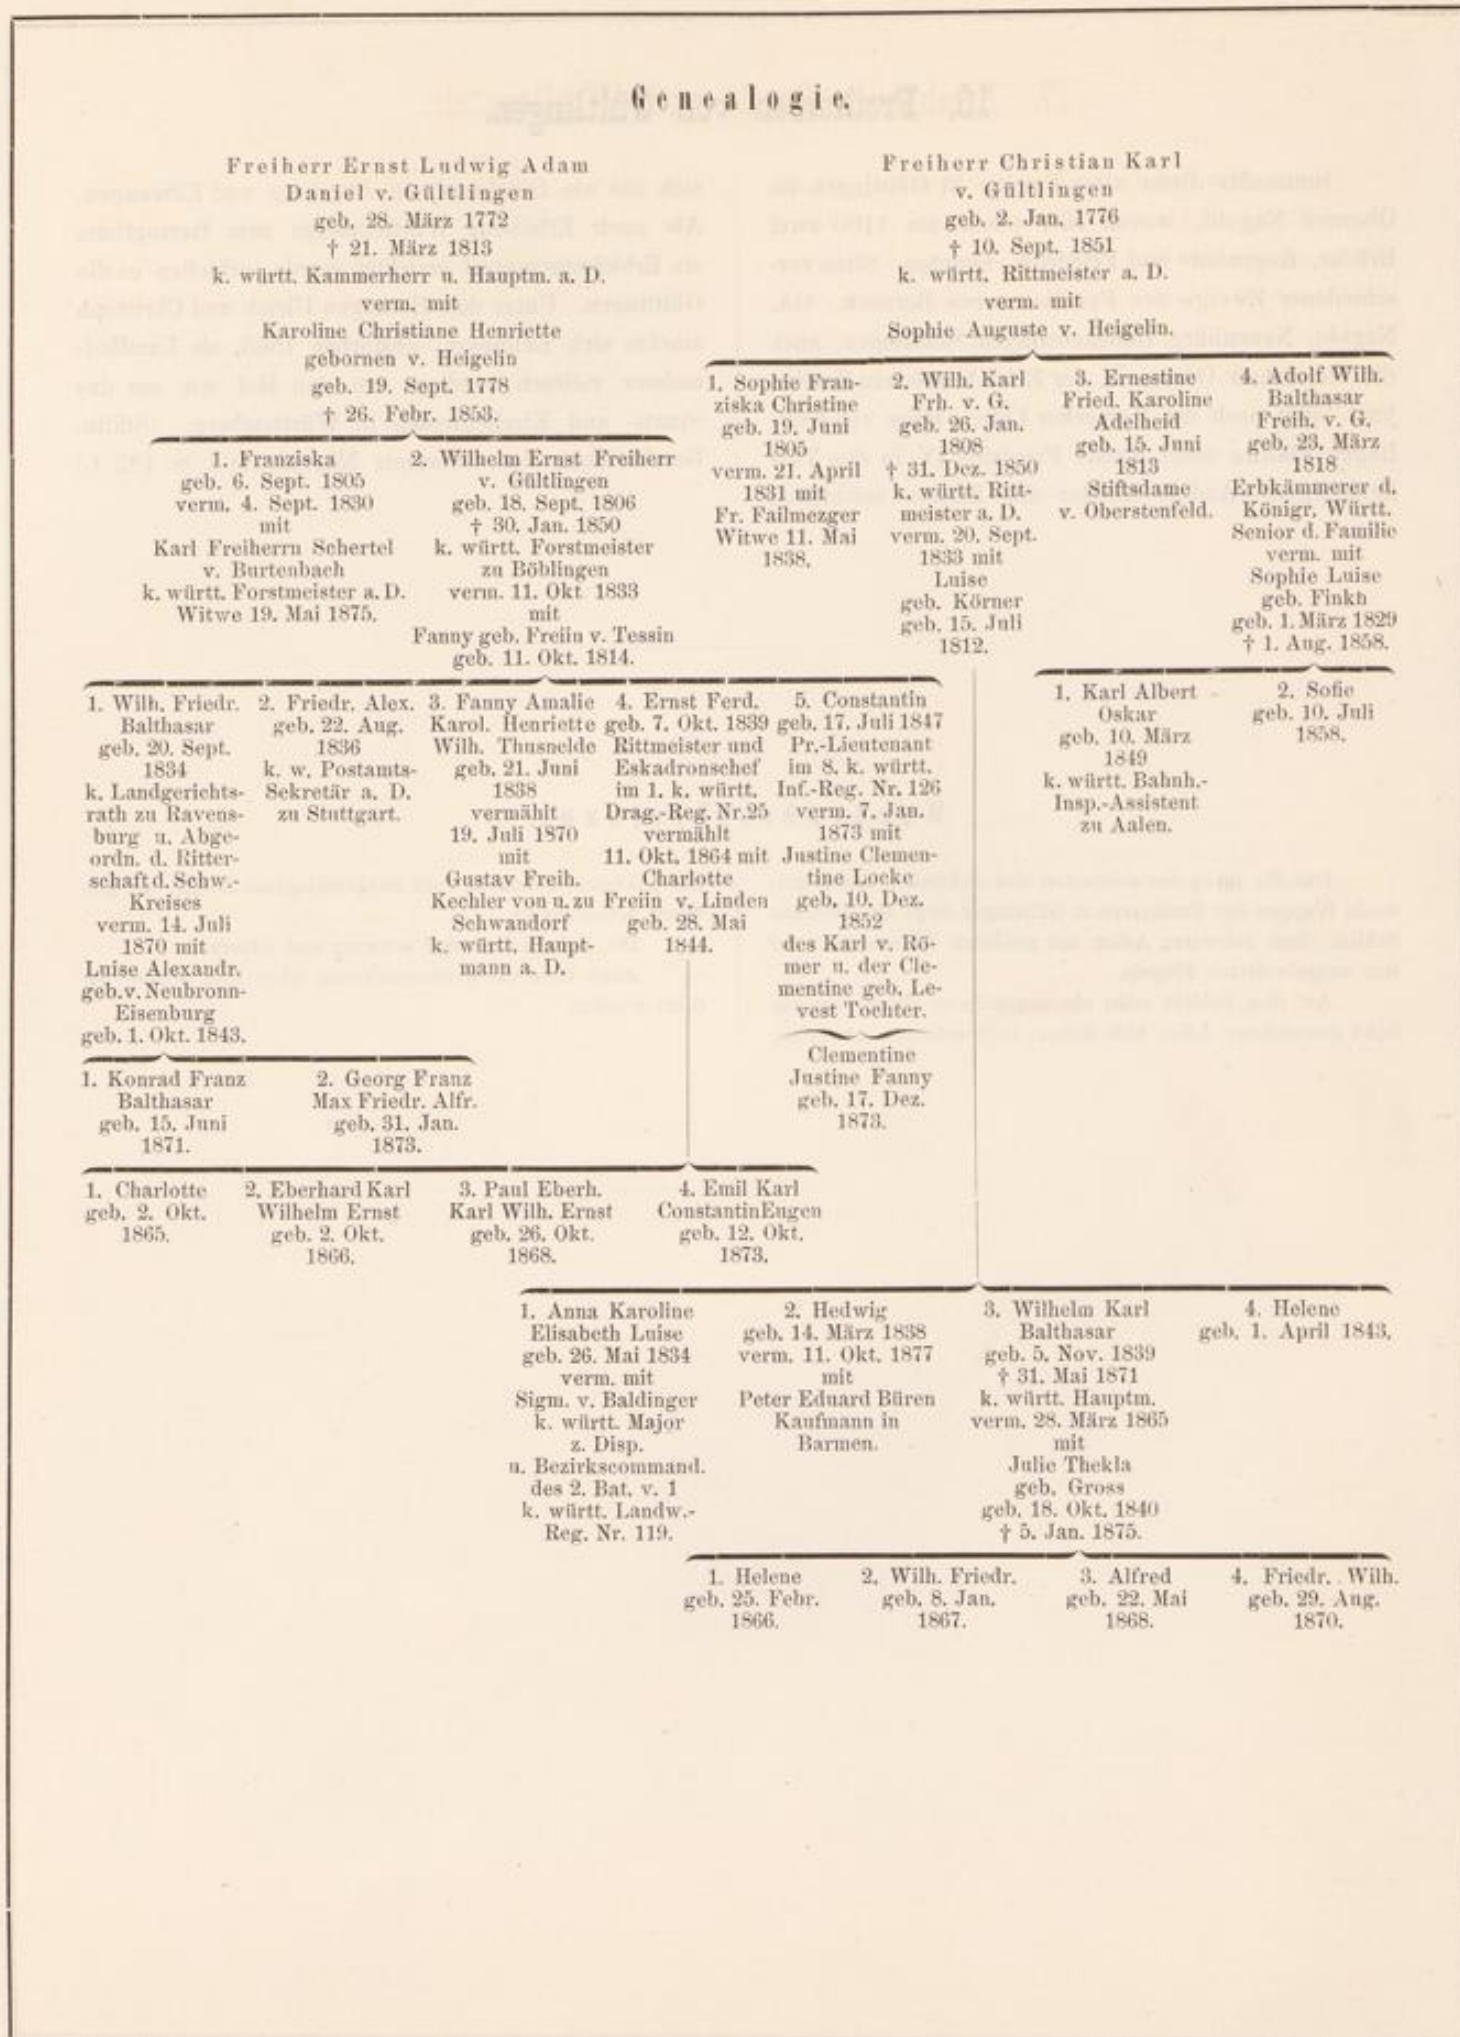 Genealogie.
Freiherr Ernst Ludwig Adam
Daniel v. Gültlingen
geb. 28. März 1772
† 21. März 1813
k. württ. Kammerherr u. Hauptm. a. D.
verm. mit
Karoline Christiane Henriette
gebornen v. Heigelin
geb. 19. Sept. 1778
† 26. Febr. 1853.
Freiherr Christian Karl
v. Gültlingen
geb. 2. Jan. 1776
† 10. Sept. 1851
k. württ. Rittmeister a. D.
verm. mit
Sophie Auguste v. Heigelin.
1. Franziska
geb. 6. Sept. 1805
verm. 4. Sept. 1830
mit
Karl Freiherrn Schertel
v. Burtenbach
k. württ. Forstmeister a. D.
Witwe 19. Mai 1875.
2. Wilhelm Ernst Freiherr
v. Gültlingen
geb. 18. Sept. 1806
† 30. Jan. 1850
k. württ. Forstmeister
zu Böblingen
verm. 11. Okt 1833
mit
Fanny geb. Freiin v. Tessin
geb. 11. Okt. 1814.
1. Sophie Fran-
ziska Christine
geb. 19. Juni
1805
verm. 21. April
1831 mit
Fr. Failmezger
Witwe 11. Mai
1838.
2. Wilh. Karl
Frh. v. G.
geb. 26. Jan.
1808
† 31. Dez. 1850
k. württ. Ritt-
meister a. D.
verm. 20. Sept.
1833 mit
Luise
geb. Körner
geb. 15. Juli
1812.
3. Ernestine
Fried. Karoline
Adelheid
geb. 15. Juni
1813
Stiftsdame
v. Oberstenfeld.
4. Adolf Wilh.
Balthasar
Freih. v. G.
geb. 23. März
1818
Erbkämmerer d.
Königr. Württ.
Senior d. Familie
verm. mit
Sophie Luise
geb. Finkh
geb. 1. März 1829
† 1. Aug. 1858.
1. Wilh. Friedr.
Balthasar
geb. 20. Sept.
1834
k. Landgerichts-
rath zu Ravens-
burg u. Abge-
ordn. d. Ritter-
schaft d. Schw.-
Kreises
verm. 14. Juli
1870 mit
Luise Alexandr.
geb. v. Neubronn-
Eisenburg
geb. 1. Okt. 1843.
2. Friedr. Alex.
geb. 22. Aug.
1836
k. w. Postamts-
Sekretär a. D.
zu Stuttgart.
3. Fanny Amalie
Karol. Henriette
Wilh. Thusnelde
geb. 21. Juni
1838
vermählt
19. Juli 1870
mit
Gustav Freih.
Kechler von u. zu
Schwandorf
k. württ. Haupt-
mann a. D.
4. Ernst Ferd.
geb. 7. Okt. 1839
Rittmeister und
Eskadronschef
im 1. k. württ.
Drag.-Reg. Nr. 25
vermählt
11. Okt. 1864 mit
Charlotte
Freiin v. Linden
geb. 28. Mai
1844.
5. Constantin
geb. 17. Juli 1847
Pr.-Lieutenant
im 8. k. württ.
Inf.-Reg. Nr. 126
verm. 7. Jan.
1873 mit
Justine Clemen-
tine Locke
geb. 10. Dez.
1852
des Karl v. Rö-
mer u. der Cle-
mentine geb. Le-
vest Tochter.
1. Karl Albert
Oskar
geb. 10. März
1849
k. württ. Bahnh.-
Insp.-Assistent
zu Aalen.
2. Sofie
geb. 10. Juli
1858.
1. Konrad Franz
Balthasar
geb. 15. Juni
1871.
2. Georg Franz
Max Friedr. Alfr.
geb. 31. Jan.
1873.
Clementine
Justine Fanny
geb. 17. Dez.
1873.
1. Charlotte
geb. 2. Okt.
1865.
2. Eberhard Karl
Wilhelm Ernst
geb. 2. Okt.
1866.
3. Paul Eberh.
Karl Wilh. Ernst
geb. 26. Okt.
1868.
4. Emil Karl
Constantin Eugen
geb. 12. Okt.
1873.
1. Anna Karoline
Elisabeth Luise
geb. 26. Mai 1834
verm. mit
Sigm. v. Baldinger
k. württ. Major
z. Disp.
u. Bezirkscommand.
des 2. Bat. v. 1
k. württ. Landw.-
Reg. Nr. 119.
2. Hedwig
geb. 14. März 1838
verm. 11. Okt. 1877
mit
Peter Eduard Büren
Kaufmann in
Barmen.
3. Wilhelm Karl
Balthasar
geb. 5. Nov. 1839
† 31. Mai 1871
k. württ. Hauptm.
verm. 28. März 1865
mit
Julie Thekla
geb. Gross
geb. 18. Okt. 1840
† 5. Jan. 1875.
4. Helene
geb. 1. April 1843.
1. Helene
geb. 25. Febr.
1866.
2. Wilh. Friedr.
geb. 8. Jan.
1867.
3. Alfred
geb. 22. Mai
1868.
4. Friedr. Wilh.
geb. 29. Aug.
1870.